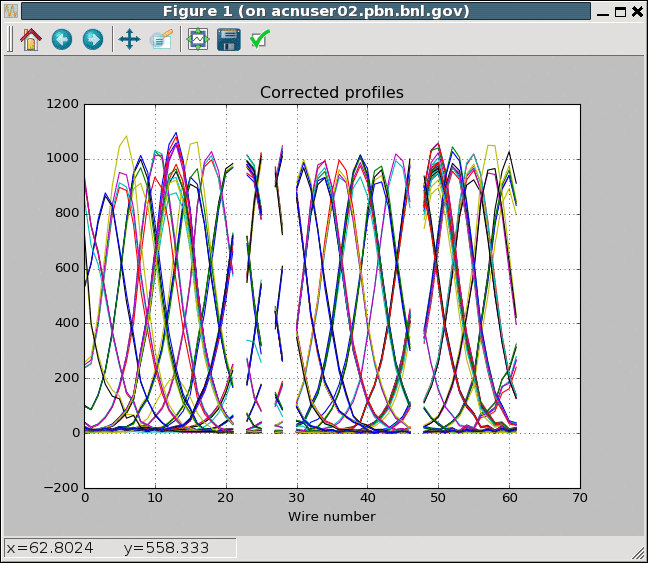 Figure 1 (on acnuser02.pbn.bnl.gov)
Corrected profiles
1200
1000
800
600
400
200
0
−200
0 10 20 30 40 50 60 70
Wire number
x=62.8024 y=558.333